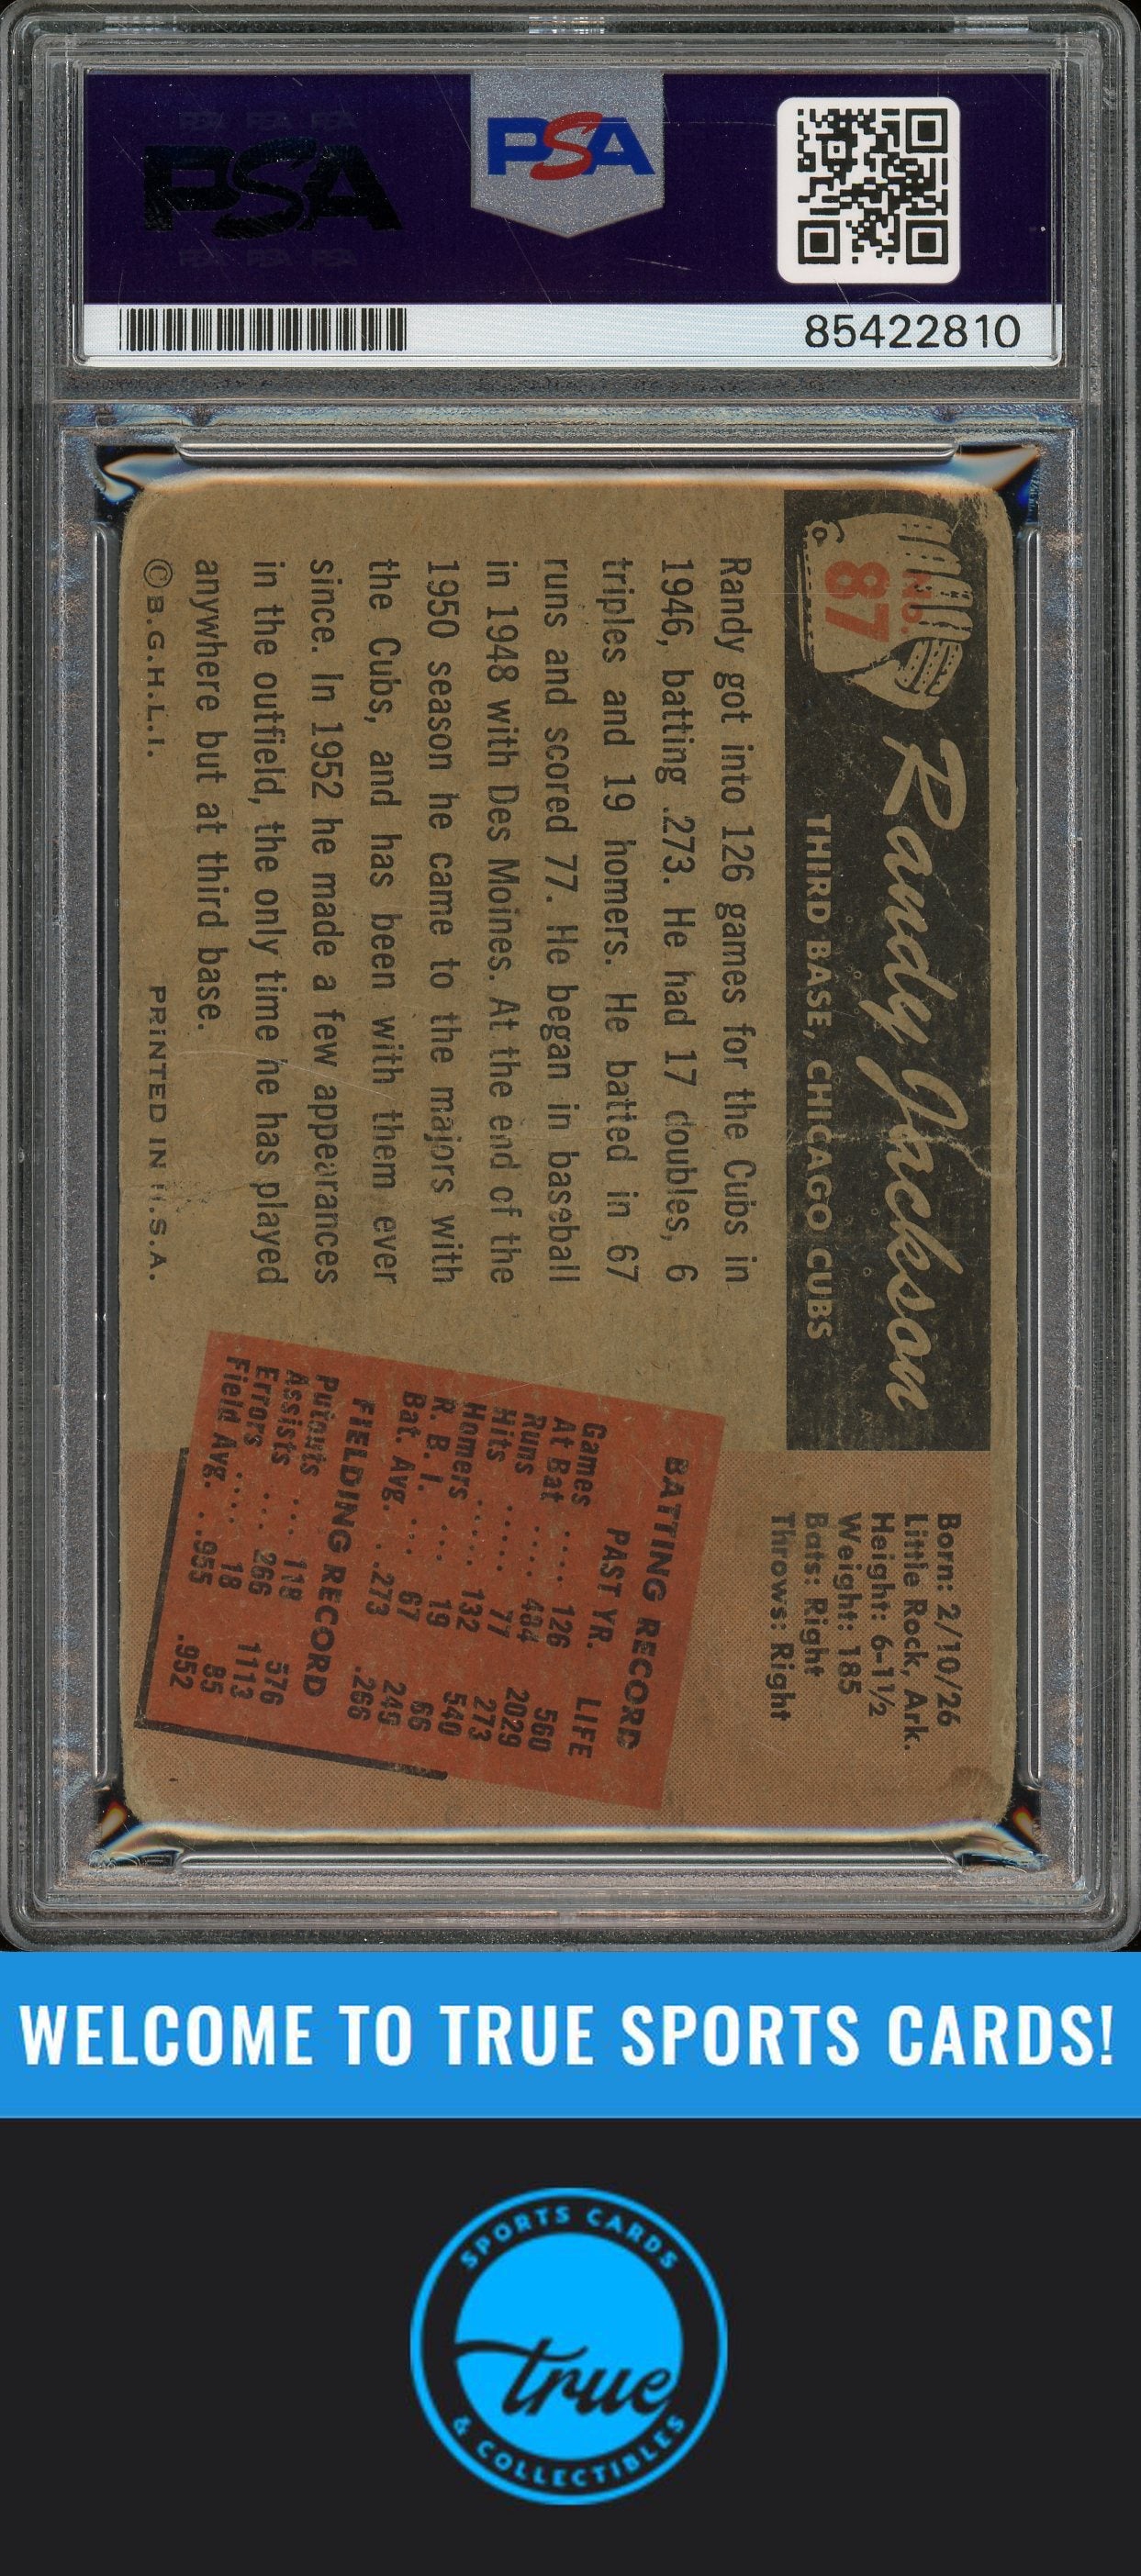 PSA
PSA
85422810
No.
87
Randy Jackson
THIRD BASE, CHICAGO CUBS
Born: 2/10/26
Little Rock, Ark.
Height: 6-1½
Weight: 185
Bats: Right
Throws: Right
Randy got into 126 games for the Cubs in
1946, batting .273. He had 17 doubles, 6
triples and 19 homers. He batted in 67
runs and scored 77. He began in baseball
in 1948 with Des Moines. At the end of the
1950 season he came to the majors with
the Cubs, and has been with them ever
since. In 1952 he made a few appearances
in the outfield, the only time he has played
anywhere but at third base.
©B.G.H.L.I. PRINTED IN U.S.A.
BATTING RECORD
PAST YR. LIFE
Games .... 126 560
At Bat .... 484 2029
Runs .... 77 273
Hits .... 132 540
Homers .... 19 66
R. B. I. .... 67
Bat. Avg. .... .273 .266
FIELDING RECORD
Putouts ... 118 576
Assists ... 266 1113
Errors .... 18 85
Field Avg. . .955 .952
WELCOME TO TRUE SPORTS CARDS!
SPORTS CARDS
true
& COLLECTIBLES